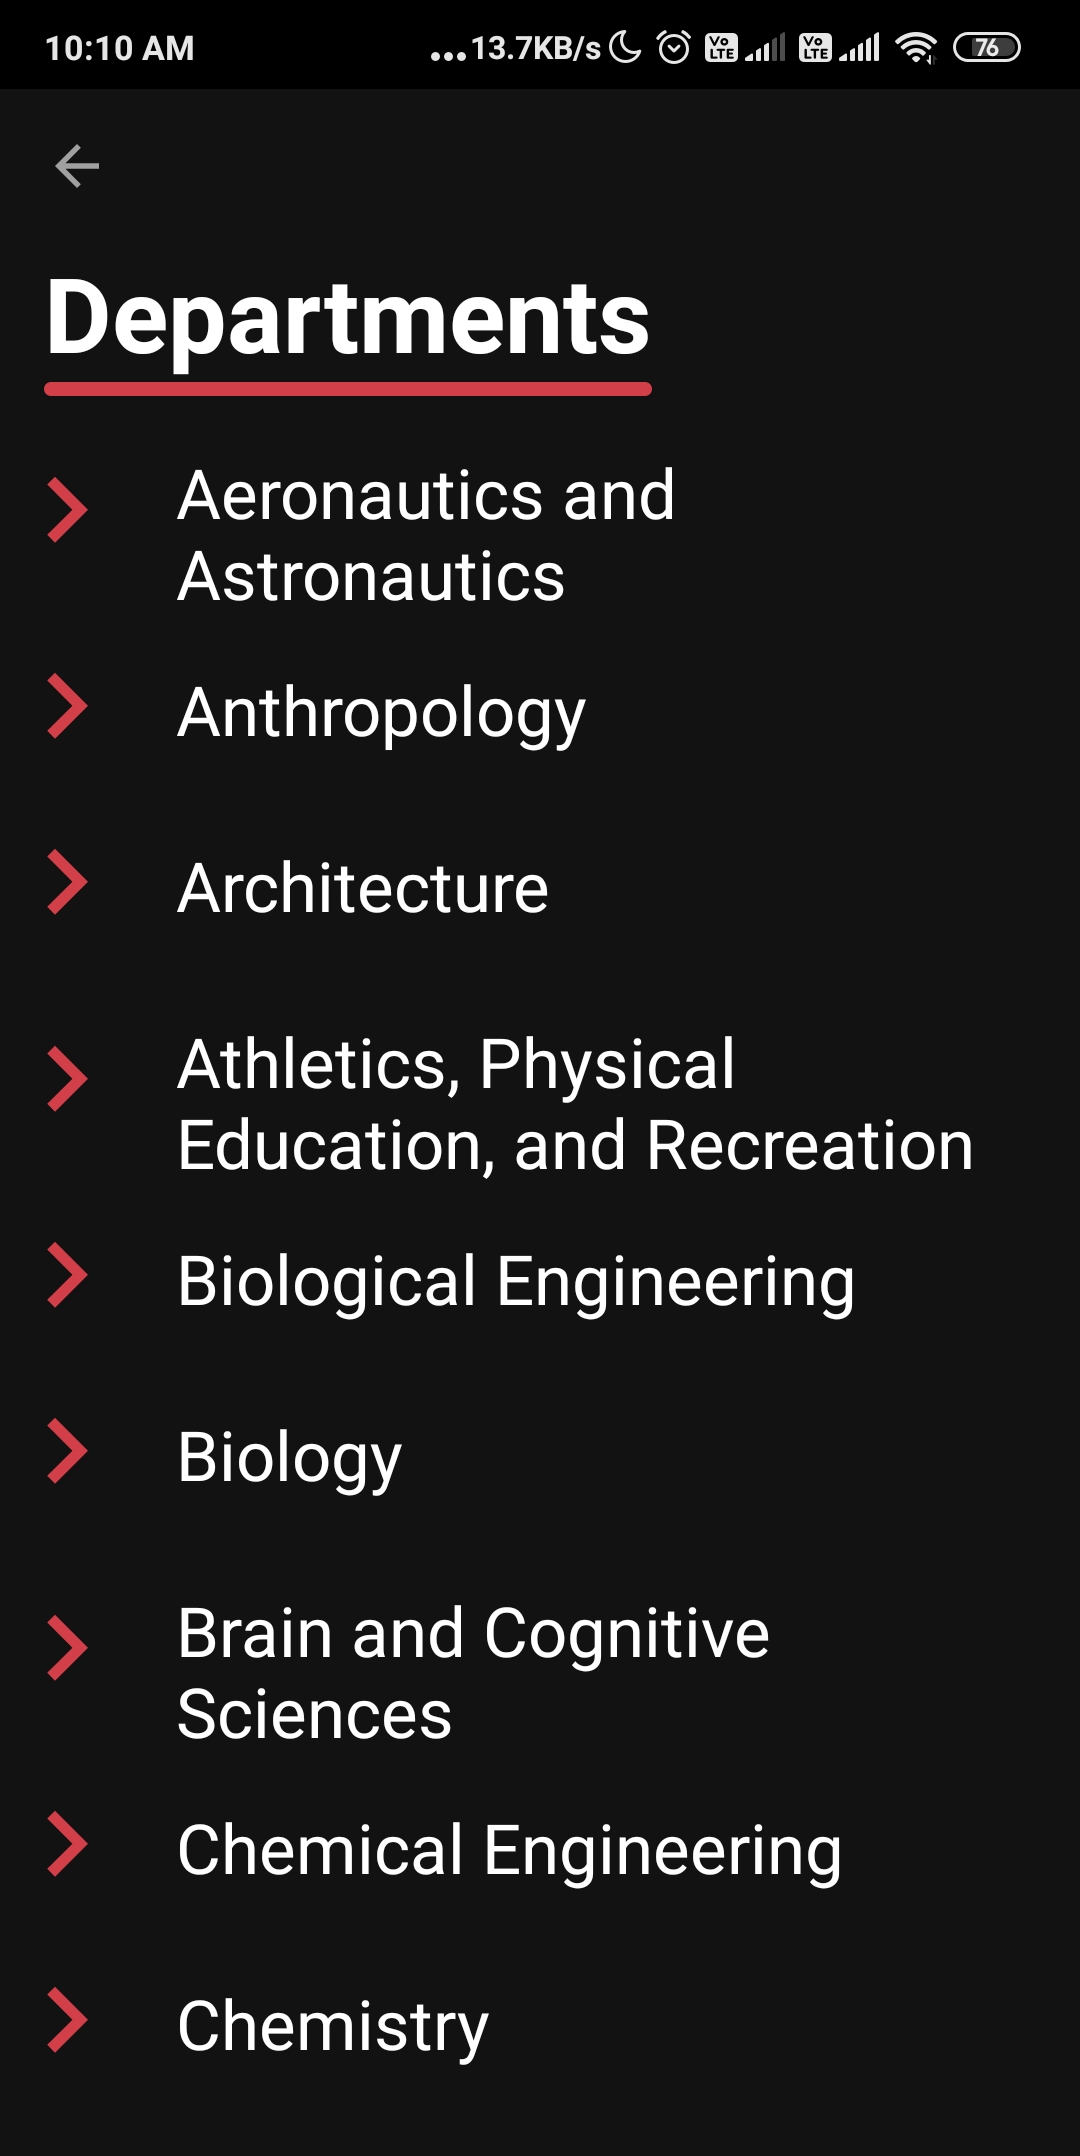 10:10 AM ...13.7KB/s Vo LTE Vo LTE 76
Departments
Aeronautics and
Astronautics
Anthropology
Architecture
Athletics, Physical
Education, and Recreation
Biological Engineering
Biology
Brain and Cognitive
Sciences
Chemical Engineering
Chemistry